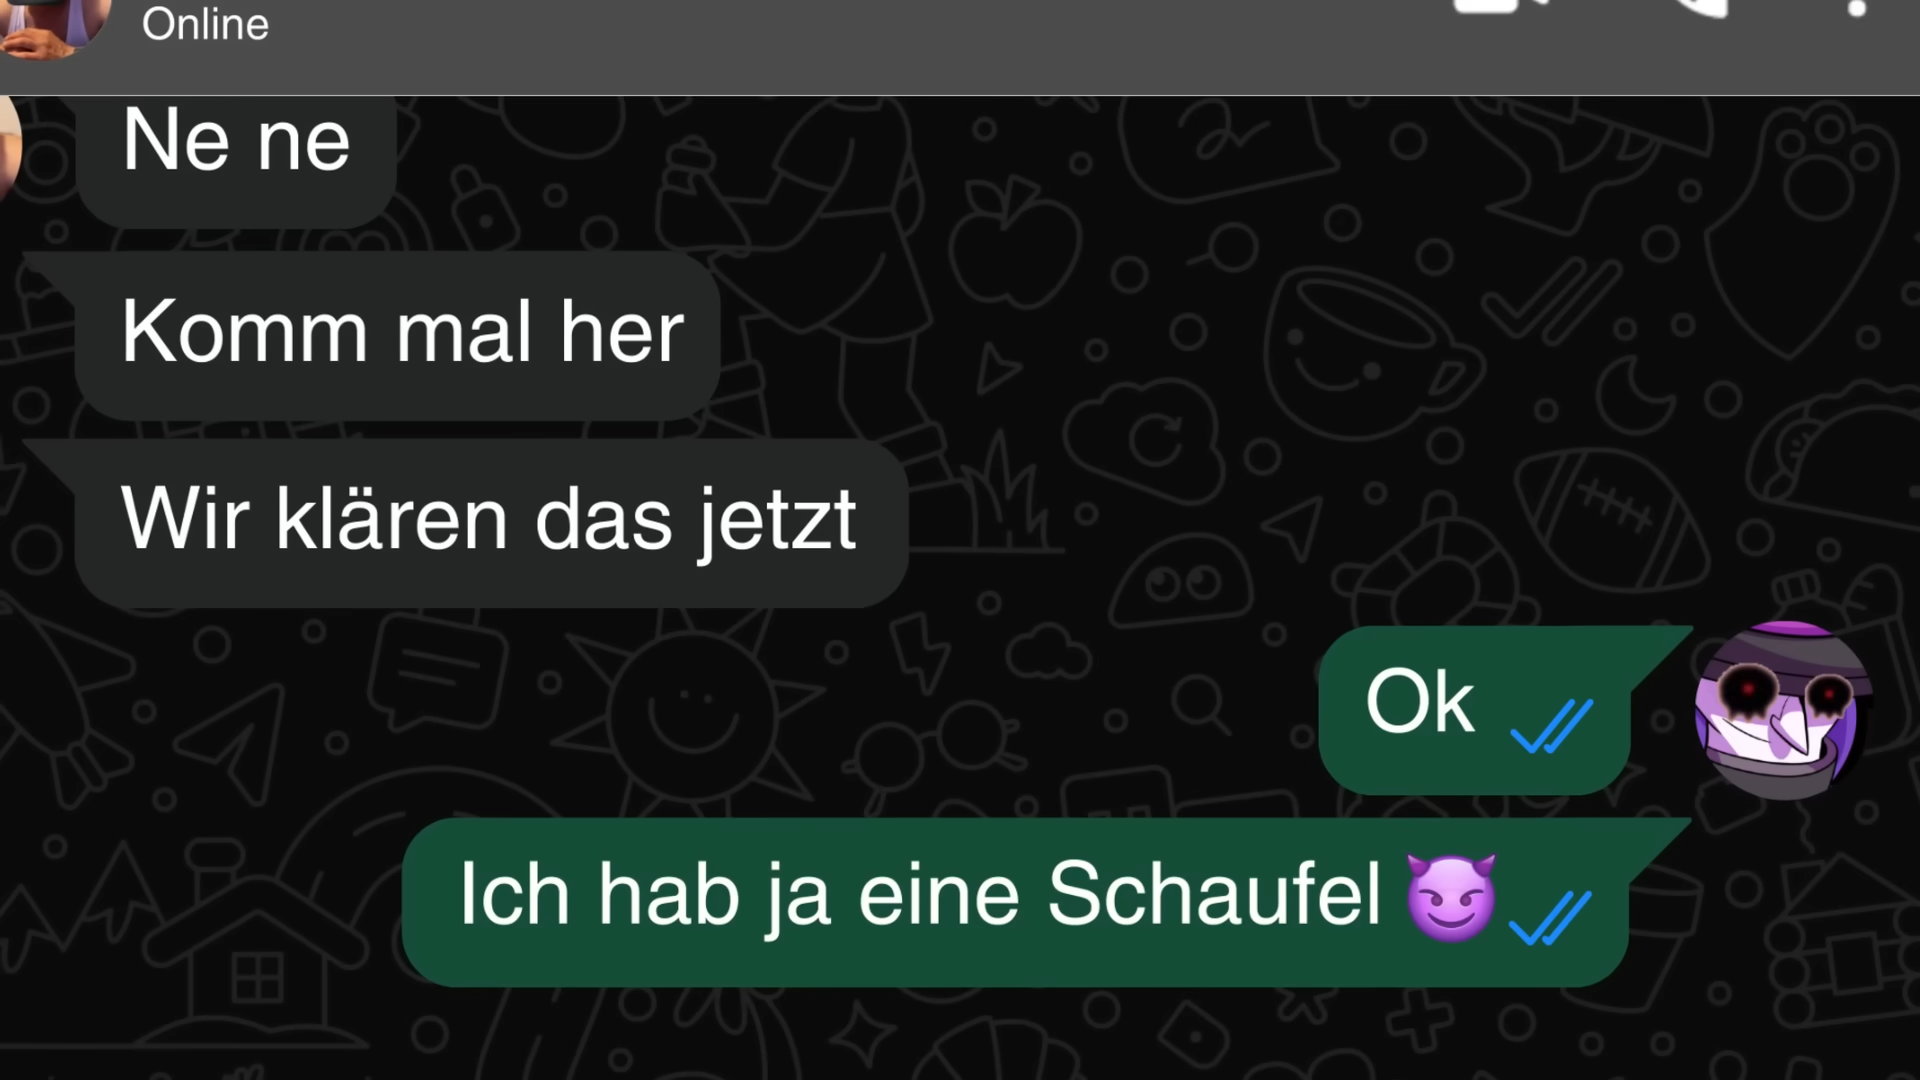 Online
Ne ne
Komm mal her
Wir klären das jetzt
Ok
Ich hab ja eine Schaufel 😈